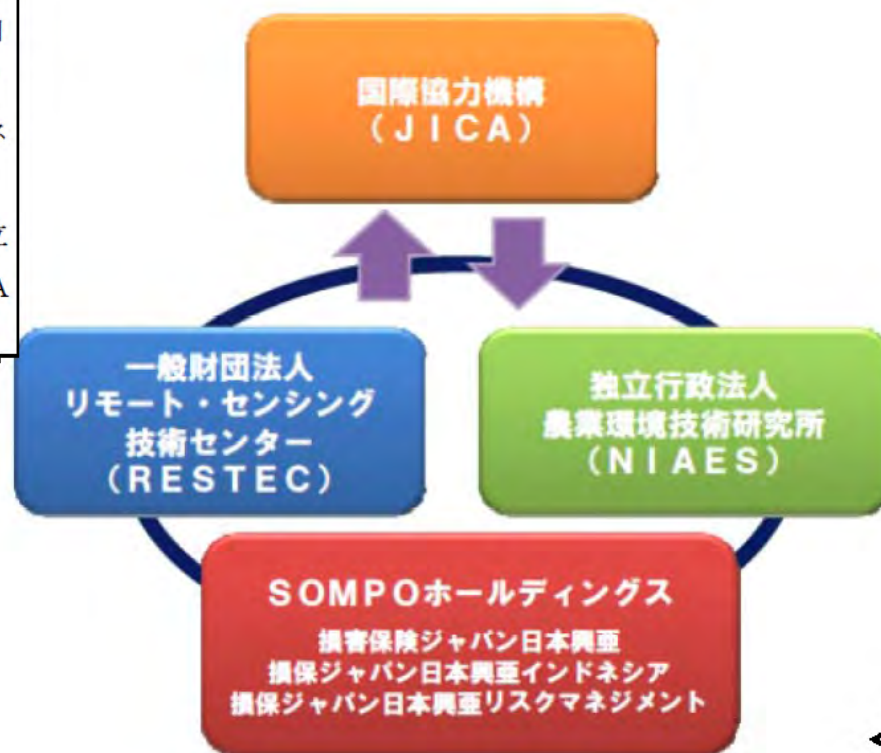 国際協力機構
(JICA)
一般財団法人
リモート・センシング
技術センター
(RESTEC)
独立行政法人
農業環境技術研究所
(NIAES)
SOMPOホールディングス
損害保険ジャパン日本興亜
損保ジャパン日本興亜インドネシア
損保ジャパン日本興亜リスクマネジメント